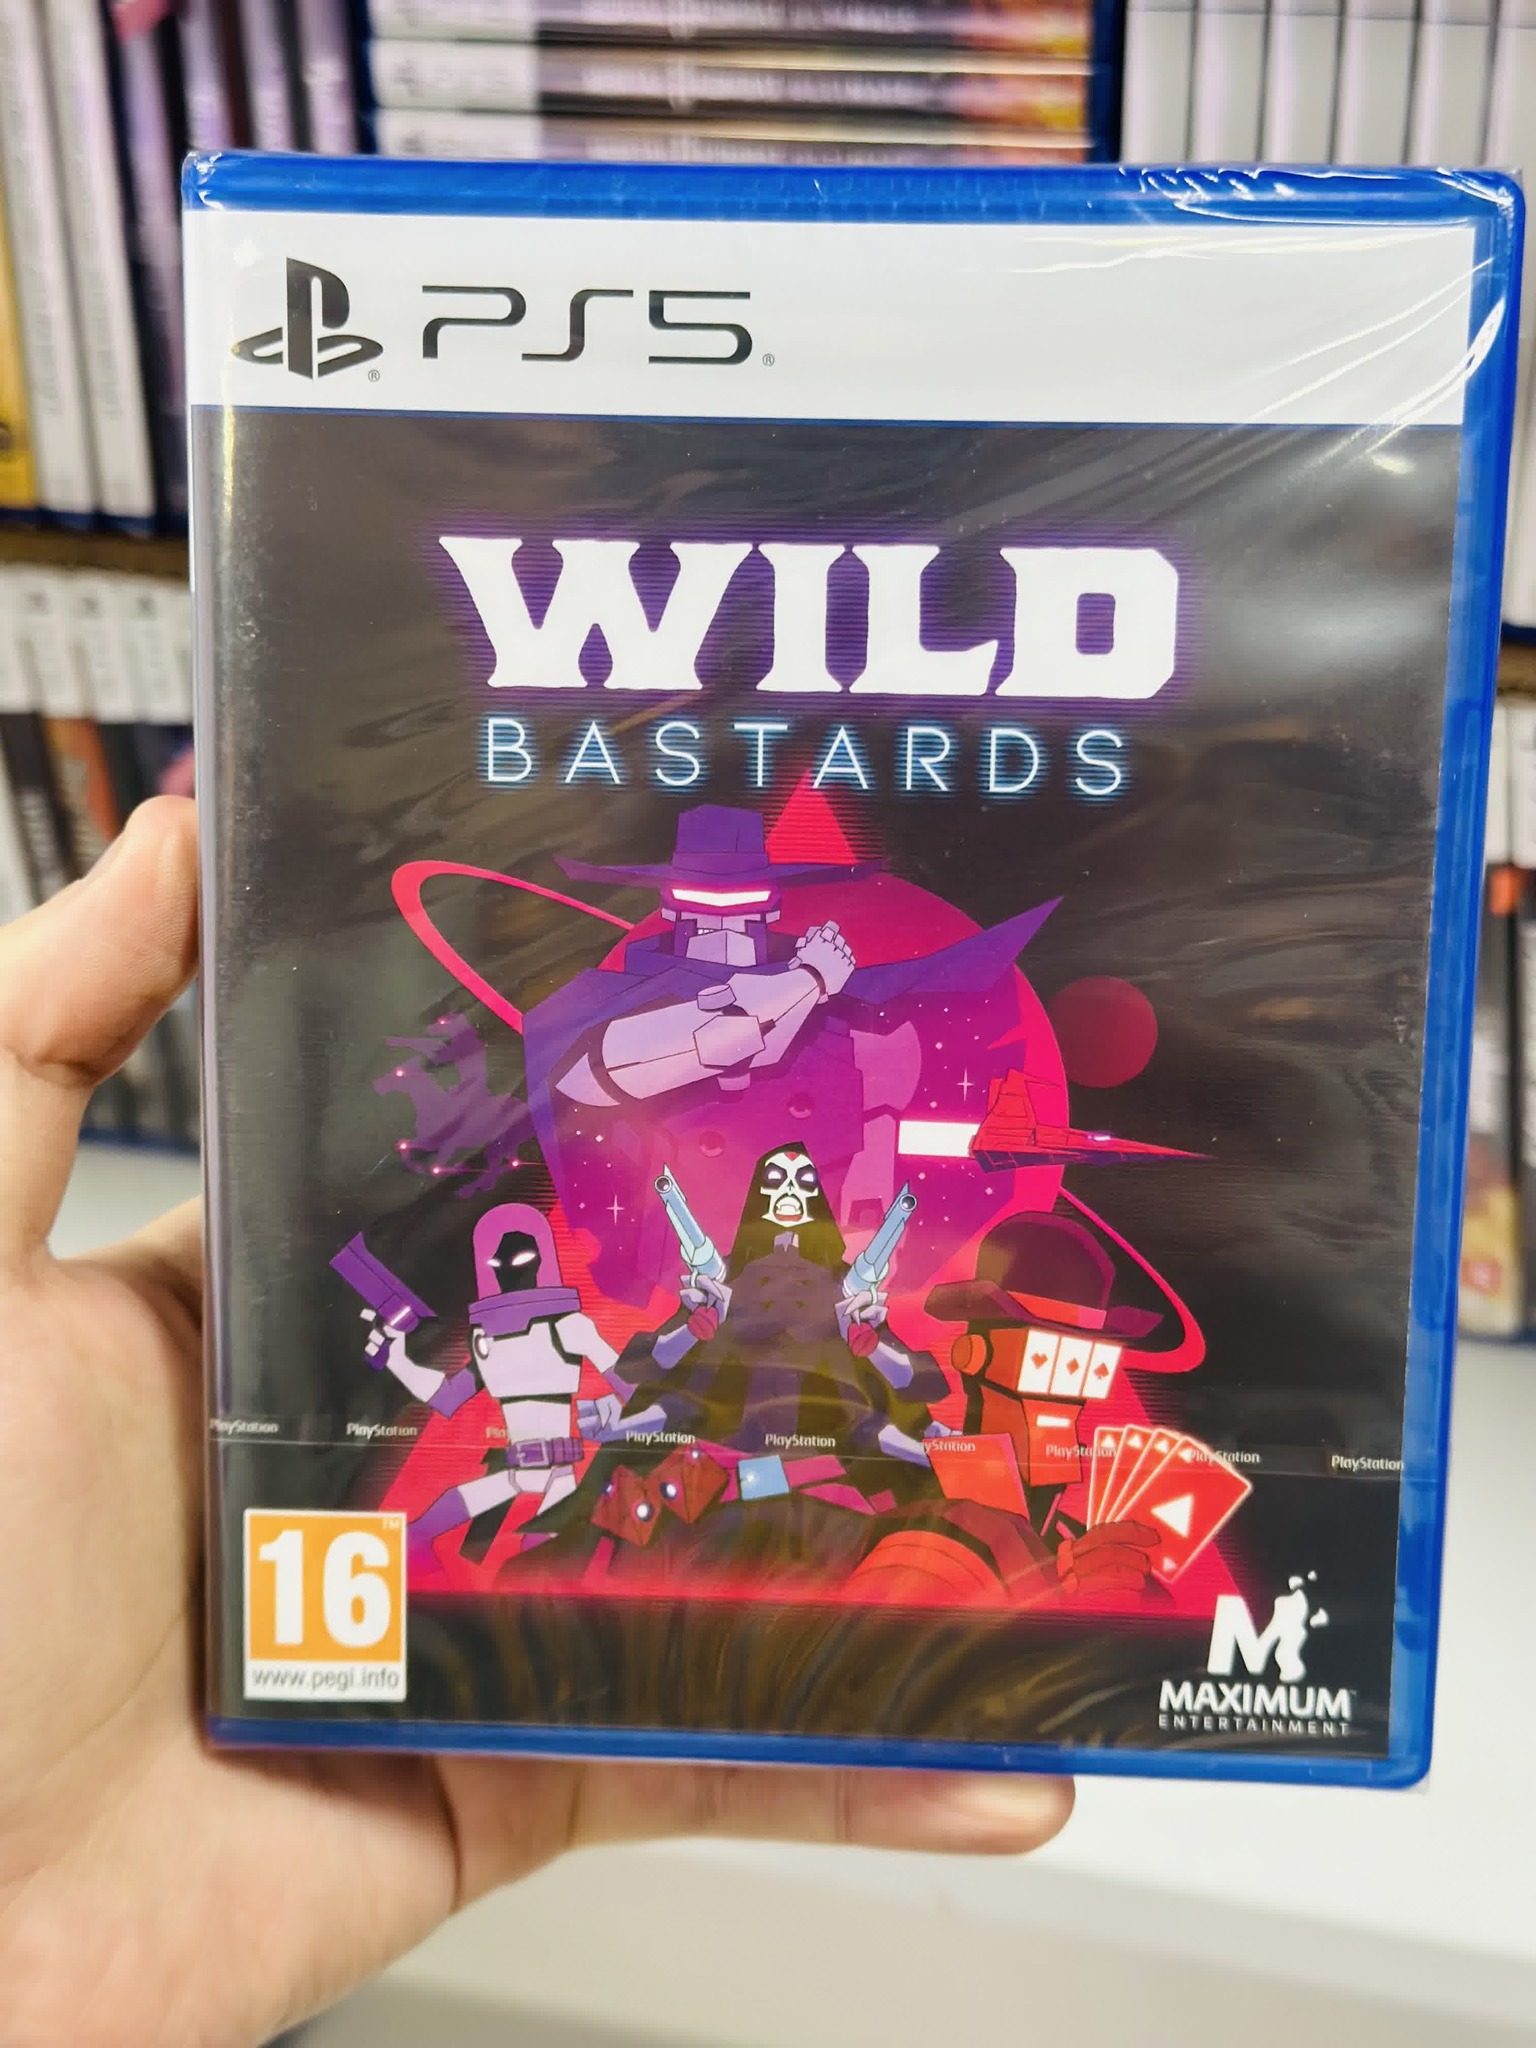 PS5
WILD
BASTARDS
PlayStation PlayStation PlayStation PlayStation PlayStation PlayStation PlayStation
16
www.pegi.info
M
MAXIMUM
ENTERTAINMENT